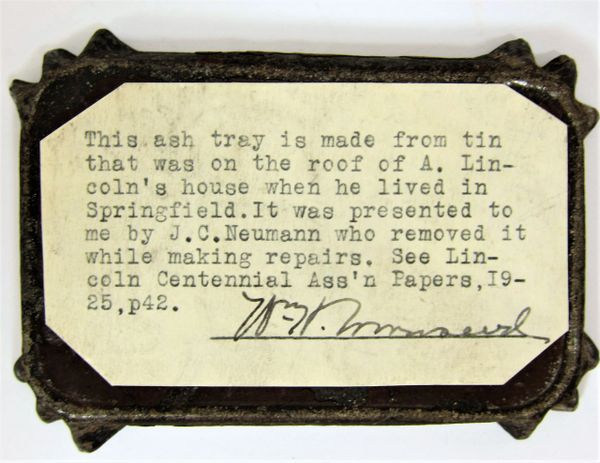 This ash tray is made from tin
that was on the roof of A. Lin-
coln's house when he lived in
Springfield.It was presented to
me by J.C.Neumann who removed it
while making repairs. See Lin-
coln Centennial Ass'n Papers,I9-
25,p42.
Wm H. Townsend